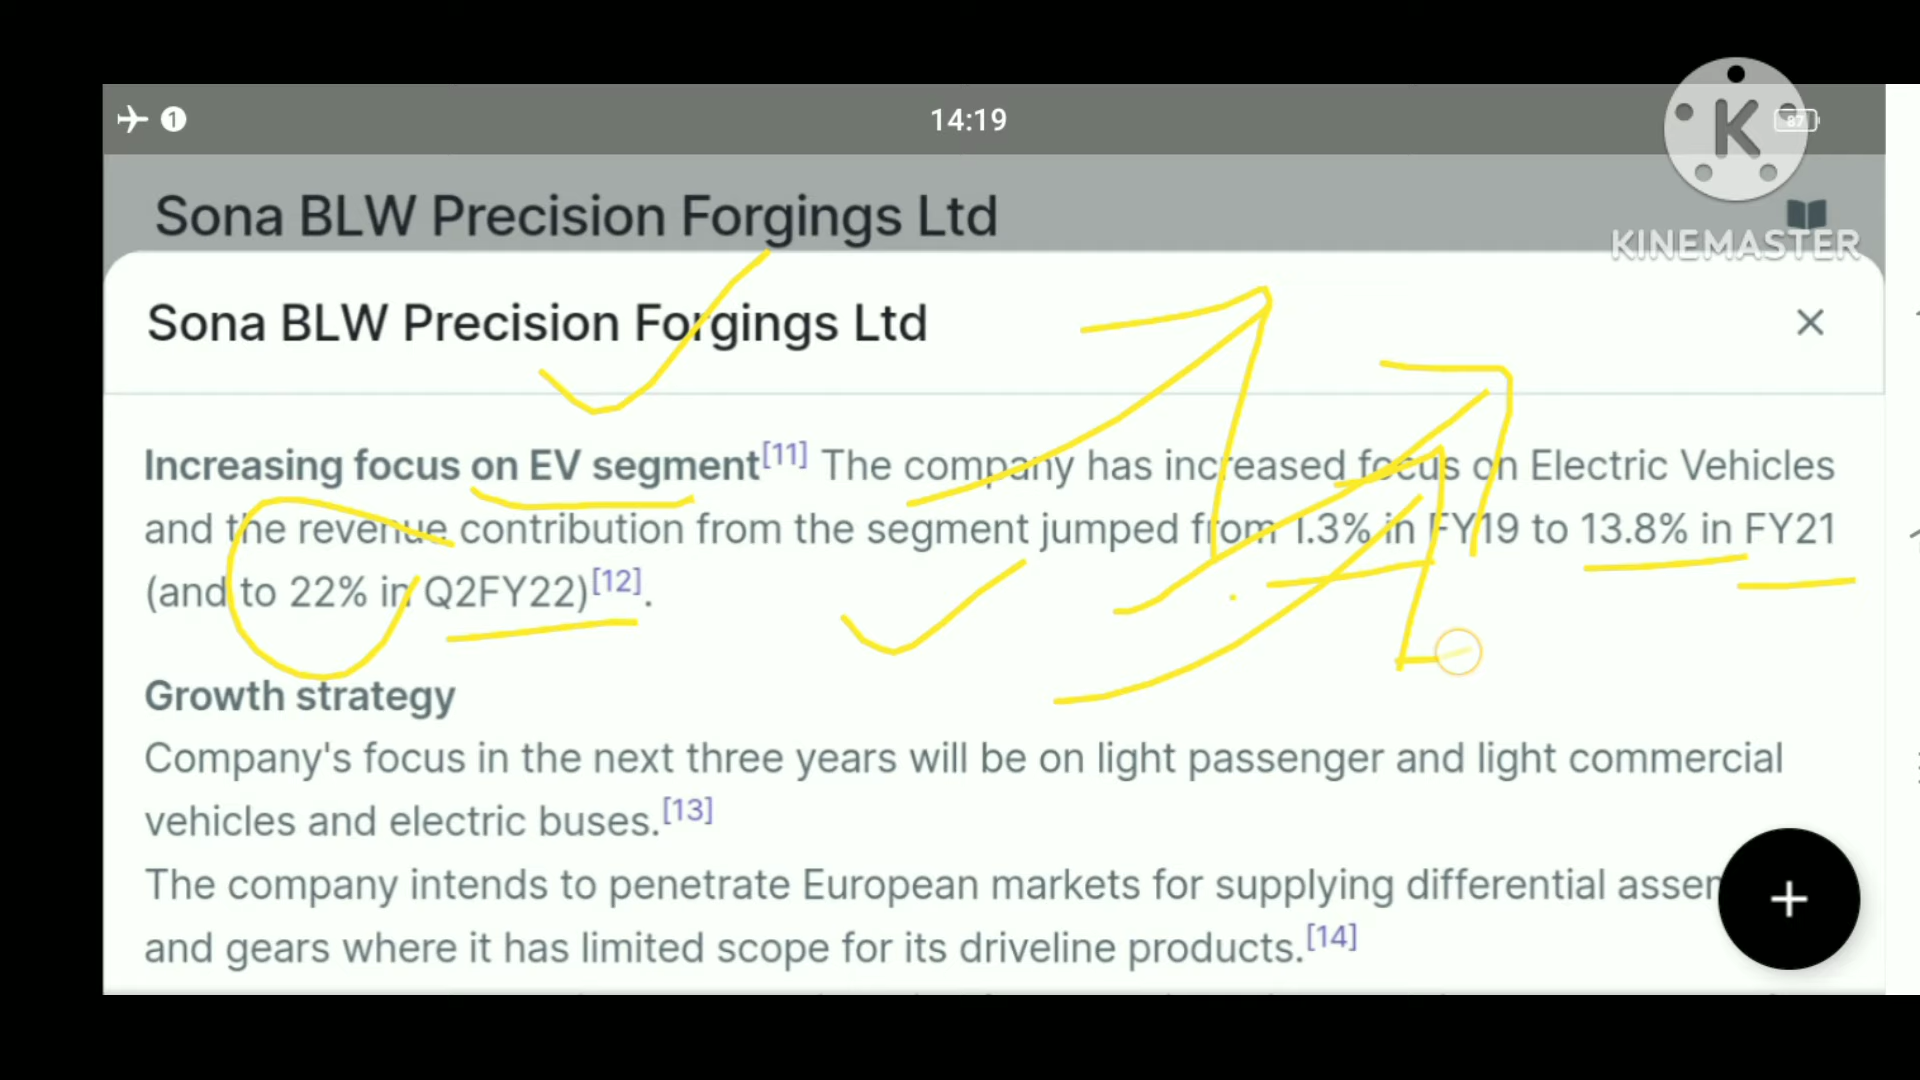 1
14:19
87
K
KINEMASTER
Sona BLW Precision Forgings Ltd
Sona BLW Precision Forgings Ltd
Increasing focus on EV segment[11] The company has increased focus on Electric Vehicles
and the revenue contribution from the segment jumped from 1.3% in FY19 to 13.8% in FY21
(and to 22% in Q2FY22)[12].
Growth strategy
Company's focus in the next three years will be on light passenger and light commercial
vehicles and electric buses.[13]
The company intends to penetrate European markets for supplying differential
and gears where it has limited scope for its driveline products.[14]